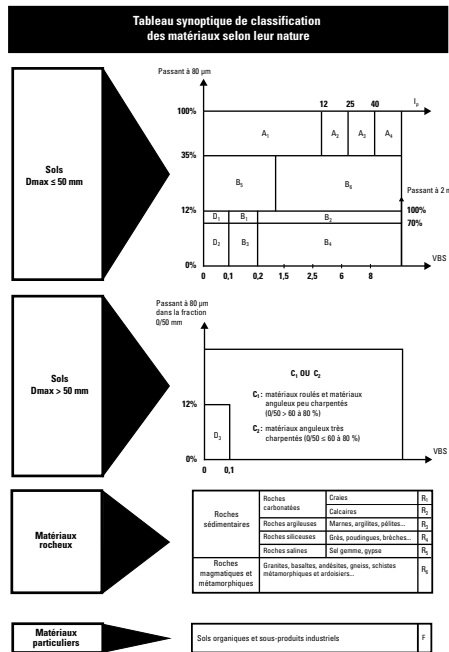 Tableau synoptique de classification
des matériaux selon leur nature
Passant à 80 µm
12 25 40 Iₚ
100%
A₁ A₂ A₃ A₄
35%
Sols
Dmax ≤ 50 mm
B₅ B₆
Passant à 2 m
12% 100%
D₁ B₁ B₂
70%
D₂ B₃ B₄
0% VBS
0 0,1 0,2 1,5 2,5 6 8
Passant à 80 µm
dans la fraction
0/50 mm
Sols
Dmax > 50 mm
C₁ OU C₂
C₁ : matériaux roulés et matériaux
anguleux peu charpentés
(0/50 > 60 à 80 %)
12%
C₂ : matériaux anguleux très
charpentés (0/50 ≤ 60 à 80 %)
D₃
0% VBS
0 0,1
Matériaux
rocheux
Roches
sédimentaires
Roches
carbonatées
Craies R₁
Calcaires R₂
Roches argileuses Marnes, argilites, pélites... R₃
Roches siliceuses Grès, poudingues, brèches... R₄
Roches salines Sel gemme, gypse R₅
Roches
magmatiques et
métamorphiques
Granites, basaltes, andésites, gneiss, schistes
métamorphiques et ardoisiers... R₆
Matériaux
particuliers
Sols organiques et sous-produits industriels F